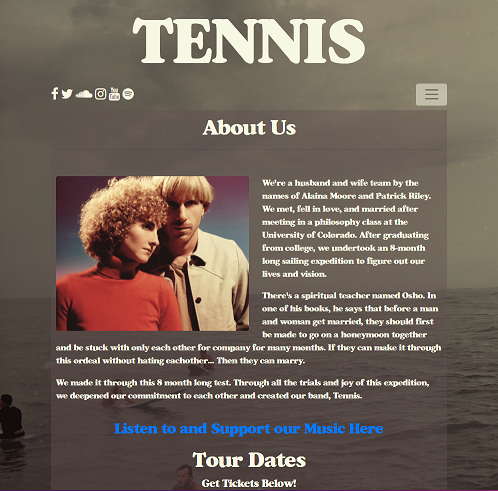 TENNIS
About Us
We're a husband and wife team by the
names of Alaina Moore and Patrick Riley.
We met, fell in love, and married after
meeting in a philosophy class at the
University of Colorado. After graduating
from college, we undertook an 8-month
long sailing expedition to figure out our
lives and vision.
There's a spiritual teacher named Osho. In
one of his books, he says that before a man
and woman get married, they should first
be made to go on a honeymoon together
and be stuck with only each other for company for many months. If they can make it through
this ordeal without hating eachother... Then they can marry.
We made it through this 8 month long test. Through all the trials and joy of this expedition,
we deepened our commitment to each other and created our band, Tennis.
Listen to and Support our Music Here
Tour Dates
Get Tickets Below!